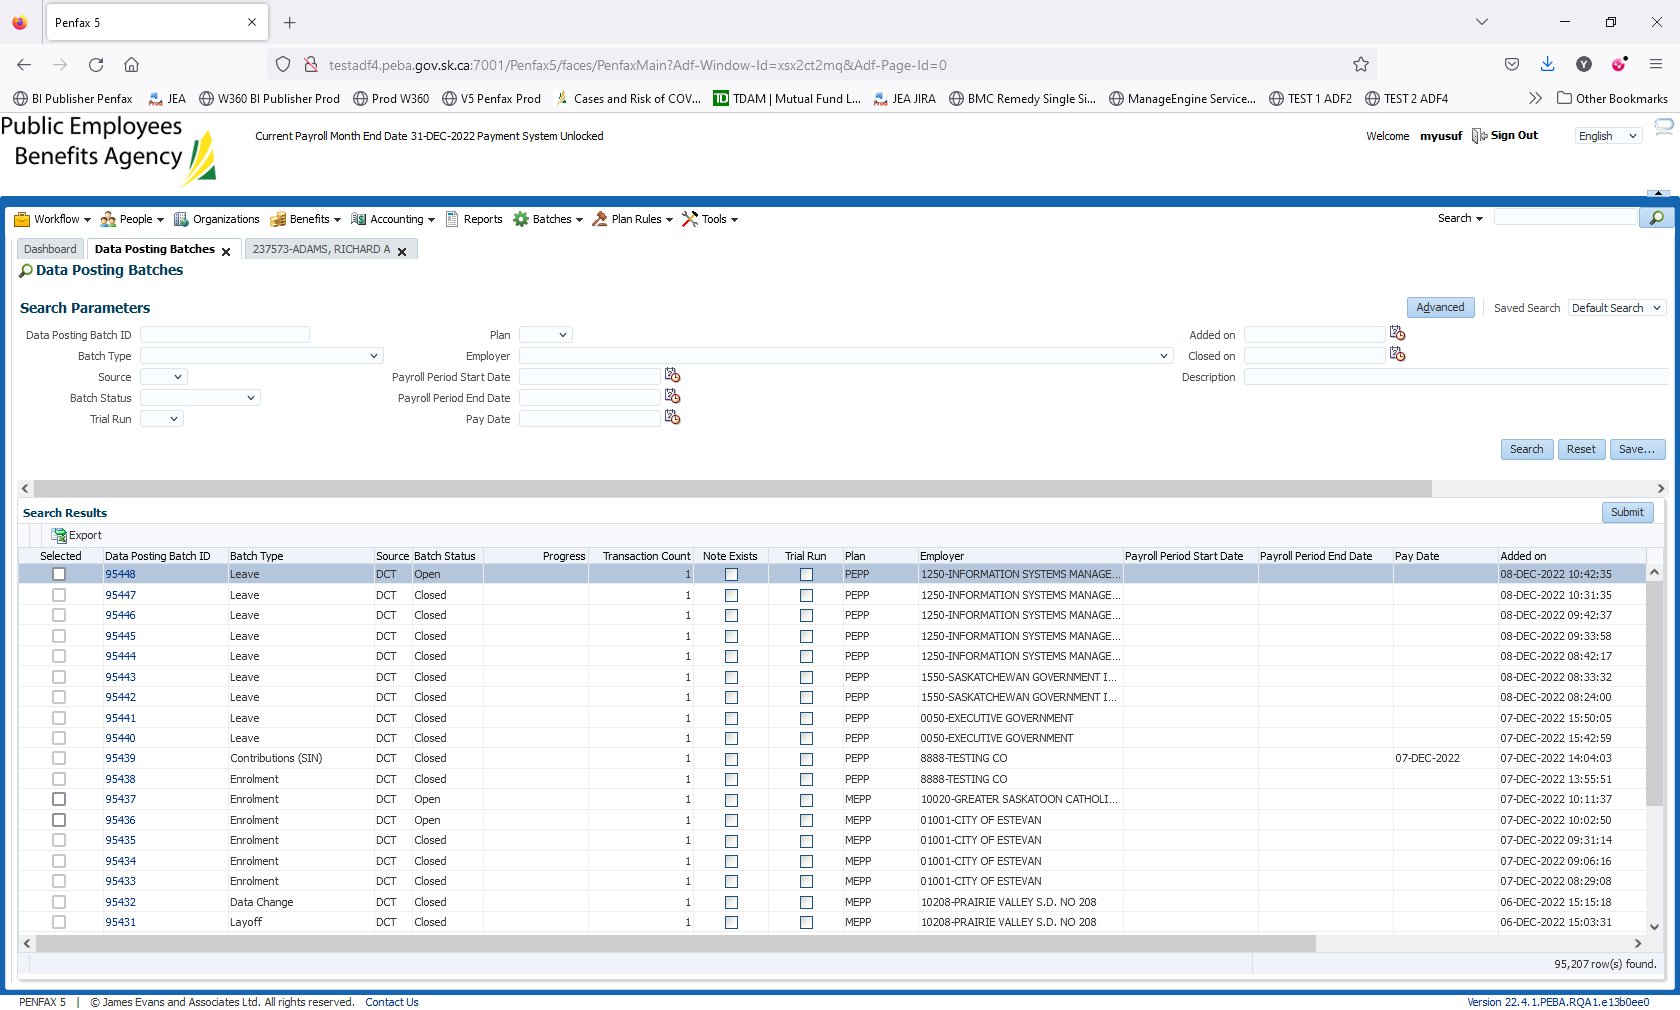 Penfax 5
testadf4.peba.gov.sk.ca:7001/Penfax5/faces/PenfaxMain?Adf-Window-Id=xsx2ct2mq&Adf-Page-Id=0
BI Publisher Penfax JEA W360 BI Publisher Prod Prod W360 V5 Penfax Prod Cases and Risk of COV... TD TDAM | Mutual Fund L... JEA JIRA BMC Remedy Single Si... ManageEngine Service... TEST 1 ADF2 TEST 2 ADF4 Other Bookmarks
Public Employees
Benefits Agency
Current Payroll Month End Date 31-DEC-2022 Payment System Unlocked
Welcome myusuf Sign Out English
Workflow People Organizations Benefits Accounting Reports Batches Plan Rules Tools Search
Dashboard Data Posting Batches 237573-ADAMS, RICHARD A
Data Posting Batches
Search Parameters Advanced Saved Search Default Search
Data Posting Batch ID Plan Added on
Batch Type Employer Closed on
Source Payroll Period Start Date Description
Batch Status Payroll Period End Date
Trial Run Pay Date
Search Reset Save...
Search Results Submit
Export
Selected Data Posting Batch ID Batch Type Source Batch Status Progress Transaction Count Note Exists Trial Run Plan Employer Payroll Period Start Date Payroll Period End Date Pay Date Added on
95448 Leave DCT Open 1 PEPP 1250-INFORMATION SYSTEMS MANAGE... 08-DEC-2022 10:42:35
95447 Leave DCT Closed 1 PEPP 1250-INFORMATION SYSTEMS MANAGE... 08-DEC-2022 10:31:35
95446 Leave DCT Closed 1 PEPP 1250-INFORMATION SYSTEMS MANAGE... 08-DEC-2022 09:42:37
95445 Leave DCT Closed 1 PEPP 1250-INFORMATION SYSTEMS MANAGE... 08-DEC-2022 09:33:58
95444 Leave DCT Closed 1 PEPP 1250-INFORMATION SYSTEMS MANAGE... 08-DEC-2022 08:42:17
95443 Leave DCT Closed 1 PEPP 1550-SASKATCHEWAN GOVERNMENT I... 08-DEC-2022 08:33:32
95442 Leave DCT Closed 1 PEPP 1550-SASKATCHEWAN GOVERNMENT I... 08-DEC-2022 08:24:00
95441 Leave DCT Closed 1 PEPP 0050-EXECUTIVE GOVERNMENT 07-DEC-2022 15:50:05
95440 Leave DCT Closed 1 PEPP 0050-EXECUTIVE GOVERNMENT 07-DEC-2022 15:42:59
95439 Contributions (SIN) DCT Closed 1 PEPP 8888-TESTING CO 07-DEC-2022 07-DEC-2022 14:04:03
95438 Enrolment DCT Closed 1 PEPP 8888-TESTING CO 07-DEC-2022 13:55:51
95437 Enrolment DCT Open 1 MEPP 10020-GREATER SASKATOON CATHOLI... 07-DEC-2022 10:11:37
95436 Enrolment DCT Open 1 MEPP 01001-CITY OF ESTEVAN 07-DEC-2022 10:02:50
95435 Enrolment DCT Closed 1 MEPP 01001-CITY OF ESTEVAN 07-DEC-2022 09:31:14
95434 Enrolment DCT Closed 1 MEPP 01001-CITY OF ESTEVAN 07-DEC-2022 09:06:16
95433 Enrolment DCT Closed 1 MEPP 01001-CITY OF ESTEVAN 07-DEC-2022 08:29:08
95432 Data Change DCT Closed 1 MEPP 10208-PRAIRIE VALLEY S.D. NO 208 06-DEC-2022 15:15:18
95431 Layoff DCT Closed 1 MEPP 10208-PRAIRIE VALLEY S.D. NO 208 06-DEC-2022 15:03:31
95,207 row(s) found.
PENFAX 5 | © James Evans and Associates Ltd. All rights reserved. Contact Us Version 22.4.1.PEBA.RQA1.e13b0ee0